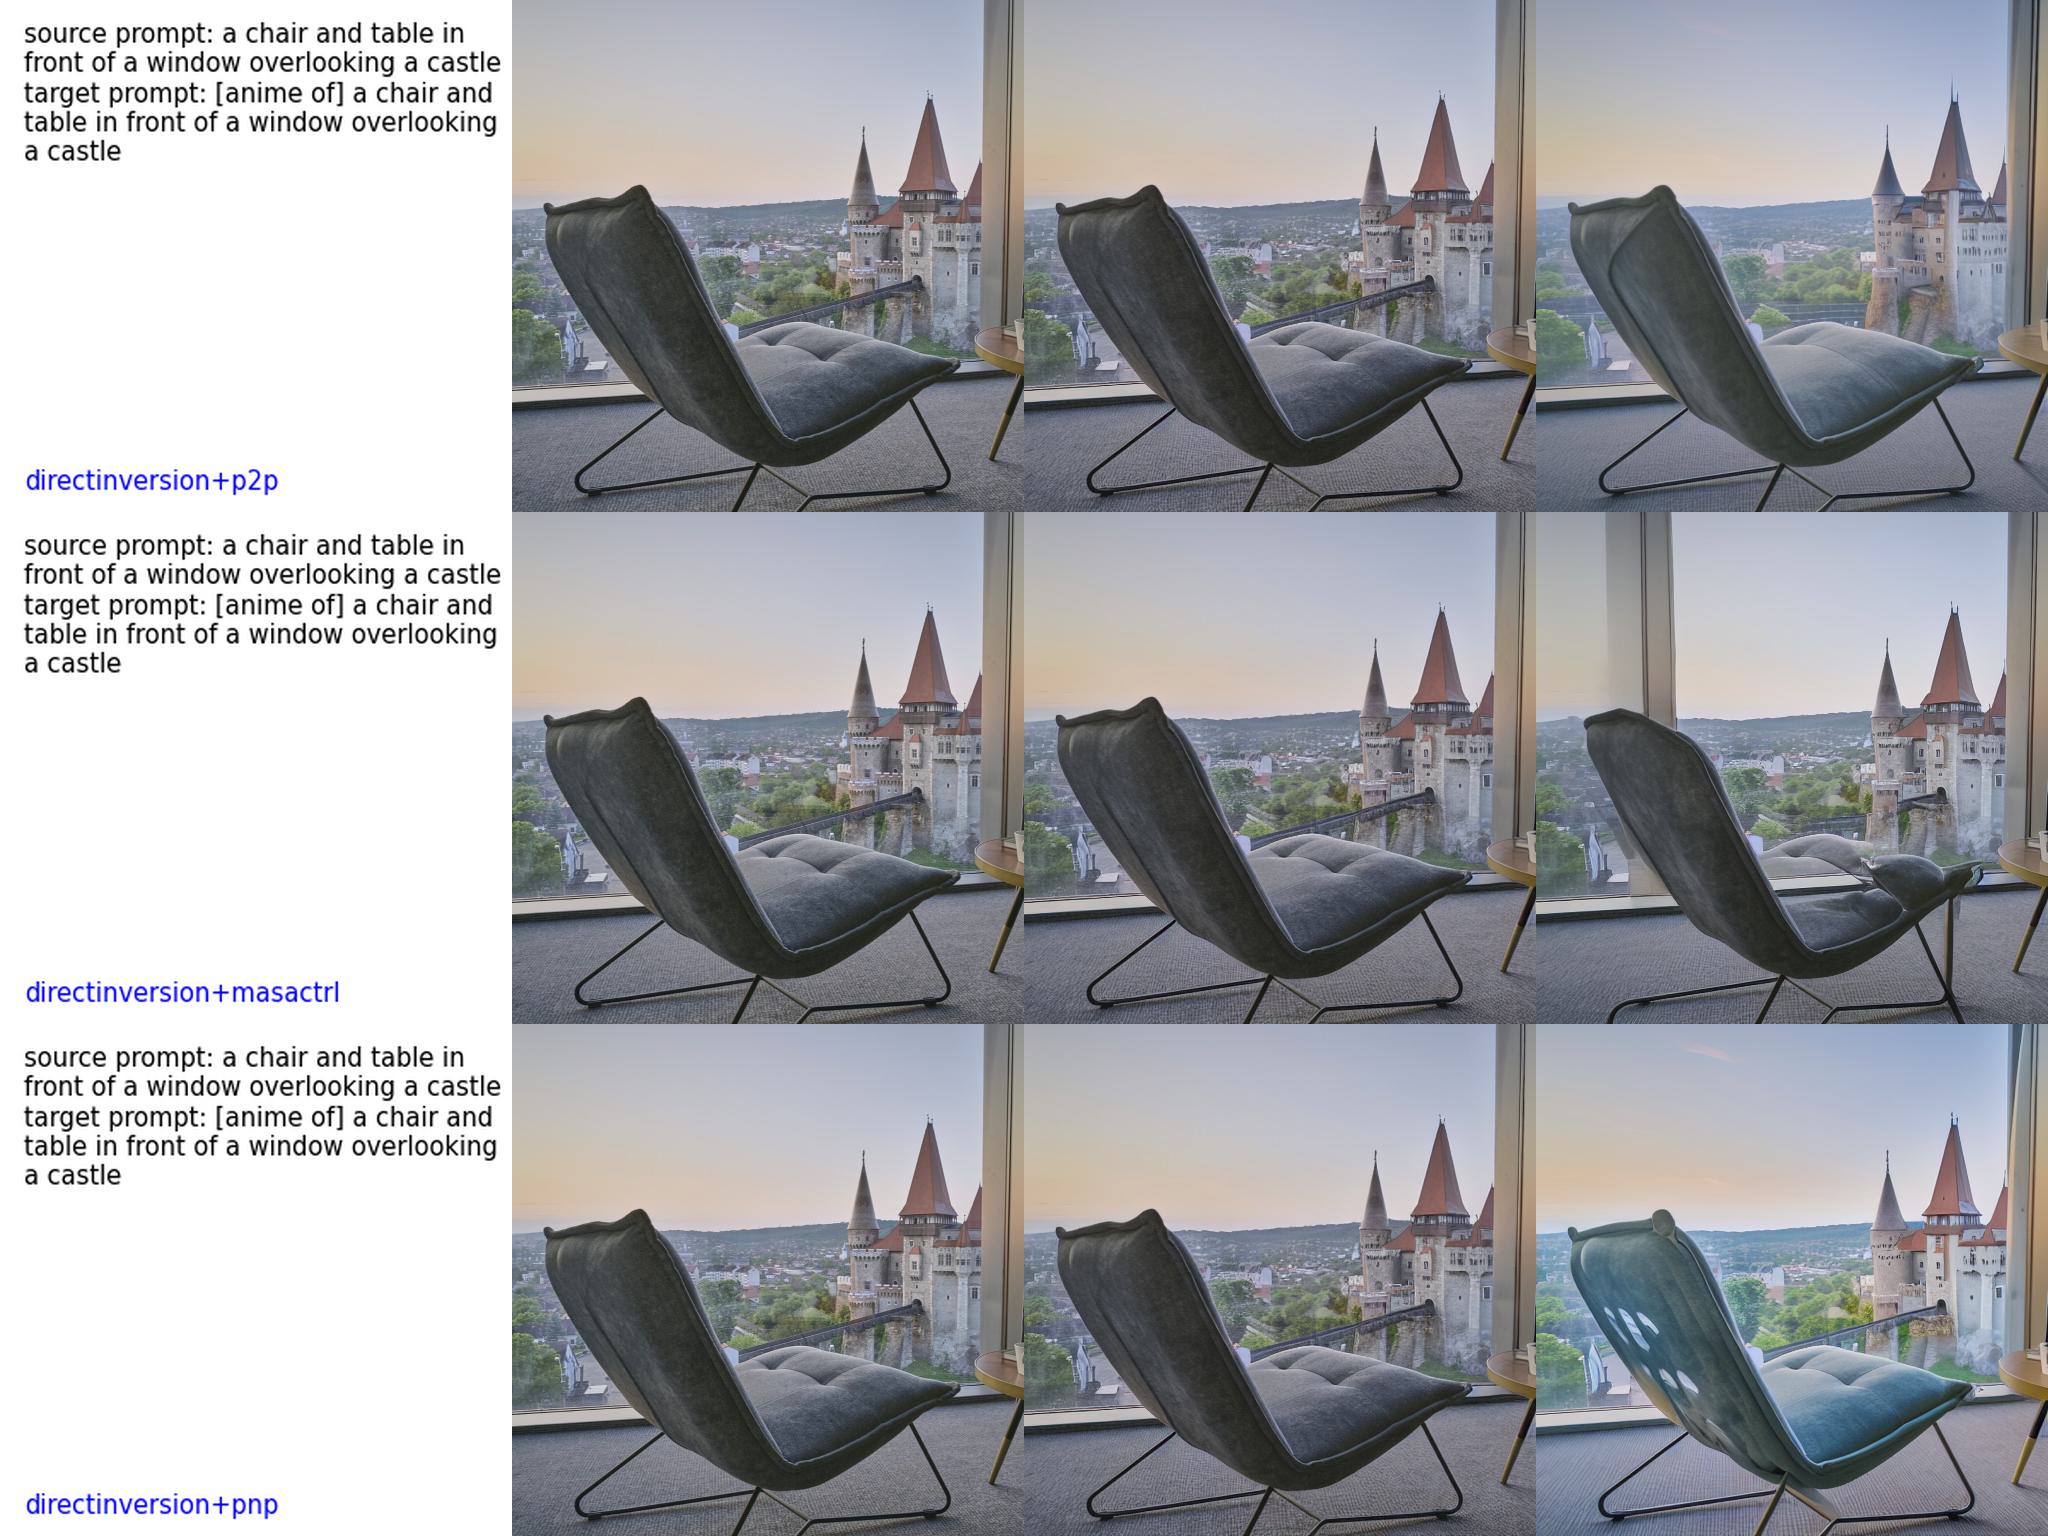 source prompt: a chair and table in
front of a window overlooking a castle
target prompt: [anime of] a chair and
table in front of a window overlooking
a castle
directinversion+p2p
source prompt: a chair and table in
front of a window overlooking a castle
target prompt: [anime of] a chair and
table in front of a window overlooking
a castle
directinversion+masactrl
source prompt: a chair and table in
front of a window overlooking a castle
target prompt: [anime of] a chair and
table in front of a window overlooking
a castle
directinversion+pnp